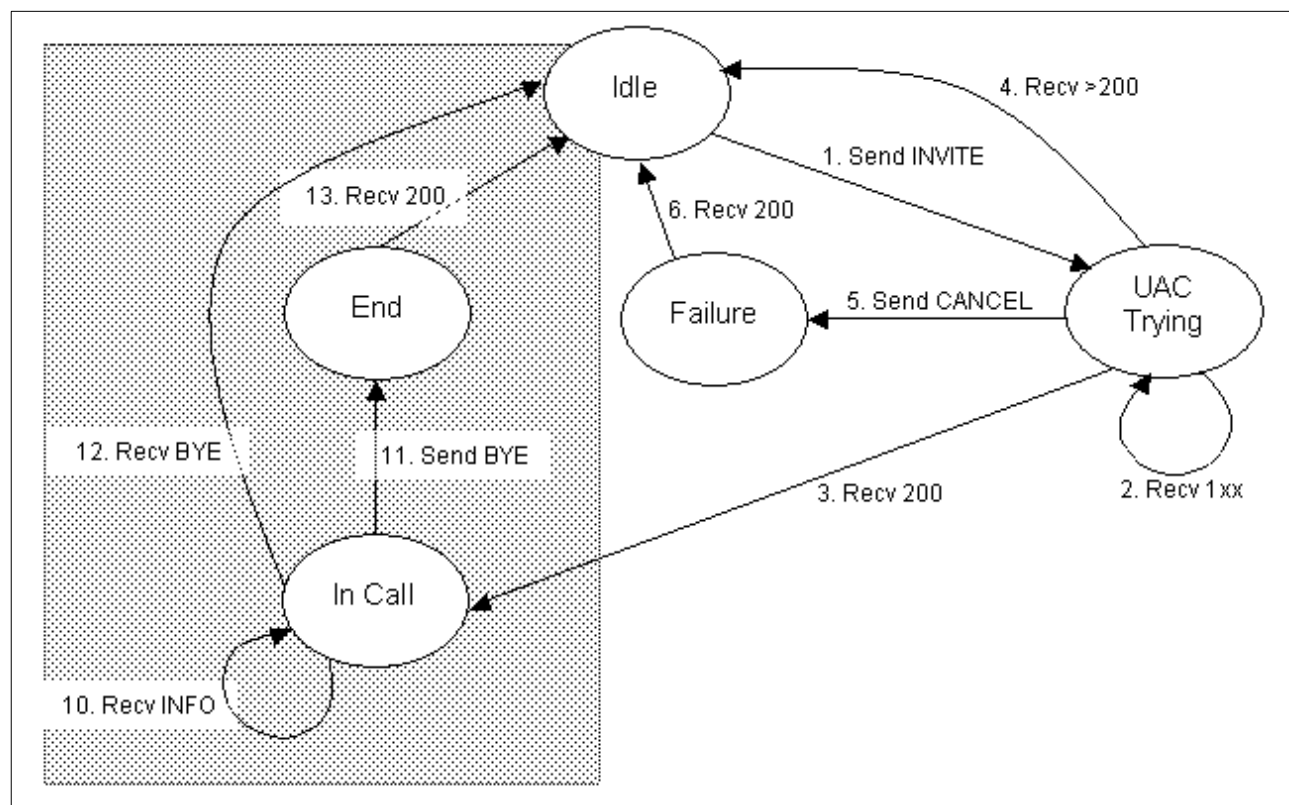 Idle
4. Recv >200
1. Send INVITE
13. Recv 200
6. Recv 200
End
Failure
5. Send CANCEL
UAC
Trying
12. Recv BYE
11. Send BYE
3. Recv 200
2. Recv 1xx
In Call
10. Recv INFO